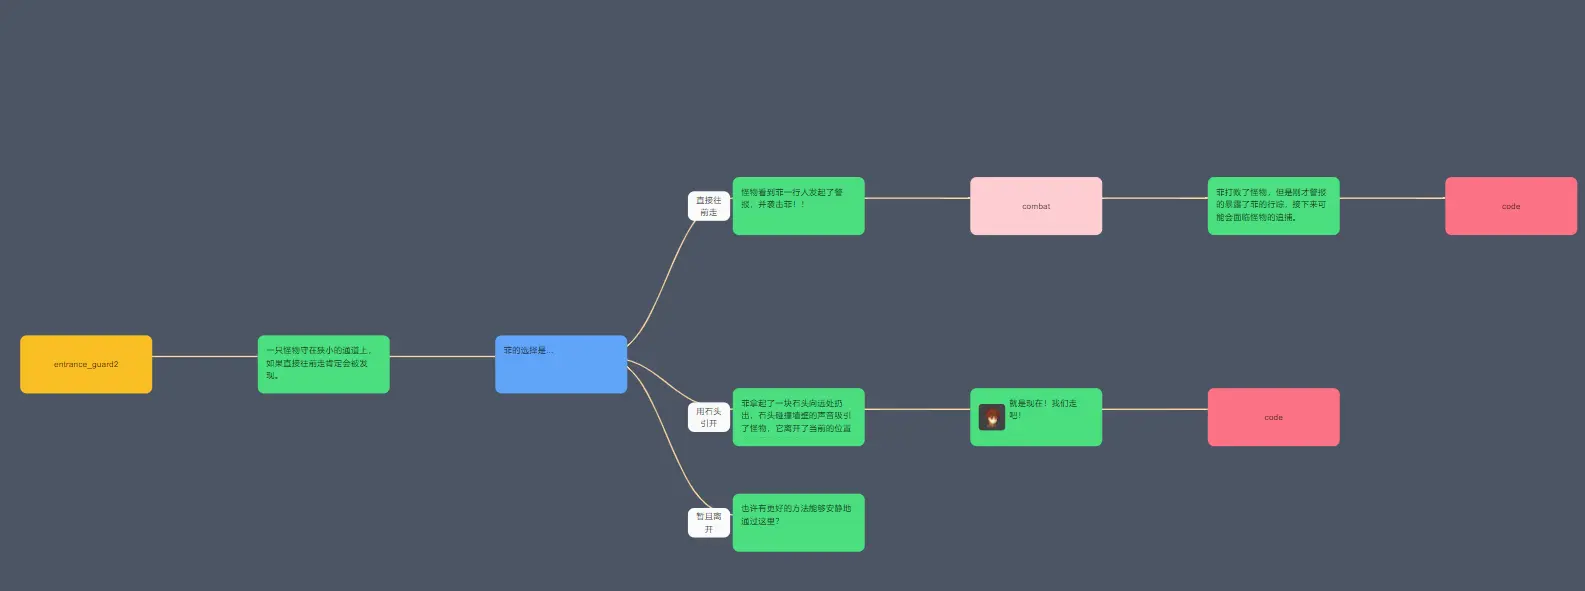 entrance_guard2
一只怪物守在狭小的通道上，
如果直接往前走肯定会被发
现。
菲的选择是...
直接往
前走
怪物看到菲一行人发起了警
报，并袭击菲！！
combat
菲打败了怪物，但是刚才警报
的暴露了菲的行踪，接下来可
能会面临怪物的追捕。
code
用石头
引开
菲拿起了一块石头向远处扔
出，石头碰撞墙壁的声音吸引
了怪物，它离开了当前的位置
就是现在！我们走
吧！
code
暂且离
开
也许有更好的方法能够安静地
通过这里？